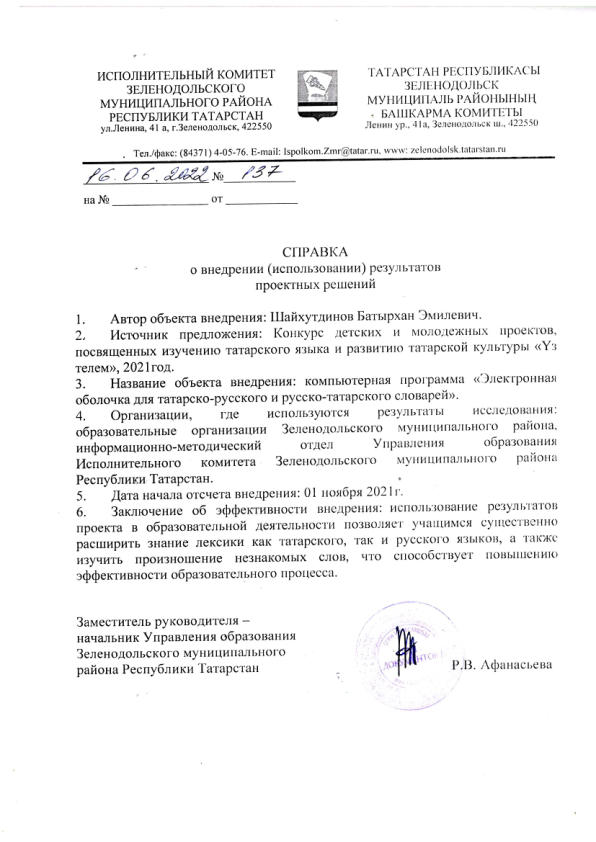 ИСПОЛНИТЕЛЬНЫЙ КОМИТЕТ
ЗЕЛЕНОДОЛЬСКОГО
МУНИЦИПАЛЬНОГО РАЙОНА
РЕСПУБЛИКИ ТАТАРСТАН
ул.Ленина, 41 а, г.Зеленодольск, 422550
ТАТАРСТАН РЕСПУБЛИКАСЫ
ЗЕЛЕНОДОЛЬСК
МУНИЦИПАЛЬ РАЙОНЫНЫҢ
БАШКАРМА КОМИТЕТЫ
Ленин ур., 41а, Зеленодольск ш., 422550
Тел./факс: (84371) 4-05-76. E-mail: Ispolkom.Zmr@tatar.ru, www: zelenodolsk.tatarstan.ru
16.06.2022 № 137
на № ________________ от ____________
СПРАВКА
о внедрении (использовании) результатов
проектных решений
1. Автор объекта внедрения: Шайхутдинов Батырхан Эмилевич.
2. Источник предложения: Конкурс детских и молодежных проектов,
посвященных изучению татарского языка и развитию татарской культуры «Үз
телем», 2021год.
3. Название объекта внедрения: компьютерная программа «Электронная
оболочка для татарско-русского и русско-татарского словарей».
4. Организации, где используются результаты исследования:
образовательные организации Зеленодольского муниципального района,
информационно-методический отдел Управления образования
Исполнительного комитета Зеленодольского муниципального района
Республики Татарстан.
5. Дата начала отсчета внедрения: 01 ноября 2021г.
6. Заключение об эффективности внедрения: использование результатов
проекта в образовательной деятельности позволяет учащимся существенно
расширить знание лексики как татарского, так и русского языков, а также
изучить произношение незнакомых слов, что способствует повышению
эффективности образовательного процесса.
Заместитель руководителя –
начальник Управления образования
Зеленодольского муниципального
района Республики Татарстан
Р.В. Афанасьева